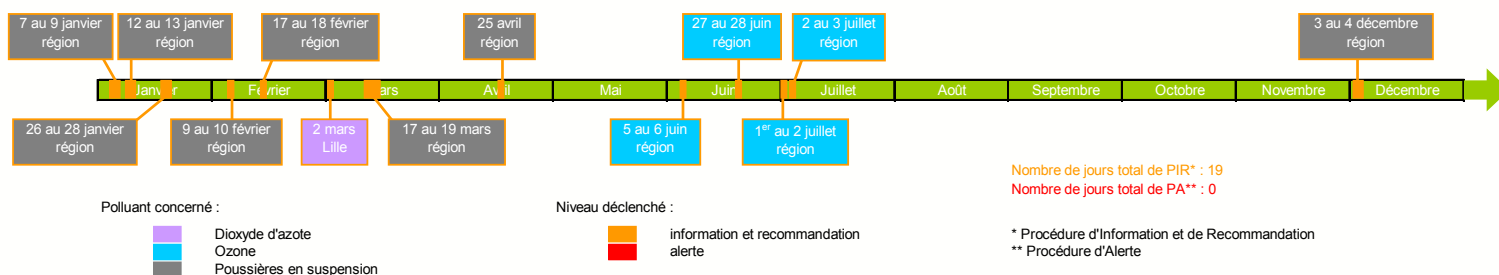 7 au 9 janvier
région
12 au 13 janvier
région
17 au 18 février
région
25 avril
région
27 au 28 juin
région
2 au 3 juillet
région
3 au 4 décembre
région
Janvier
Février
Mars
Avril
Mai
Juin
Juillet
Août
Septembre
Octobre
Novembre
Décembre
26 au 28 janvier
région
9 au 10 février
région
2 mars
Lille
17 au 19 mars
région
5 au 6 juin
région
1er au 2 juillet
région
Nombre de jours total de PIR* : 19
Nombre de jours total de PA** : 0
Polluant concerné :
Dioxyde d'azote
Ozone
Poussières en suspension
Niveau déclenché :
information et recommandation
alerte
* Procédure d'Information et de Recommandation
** Procédure d'Alerte